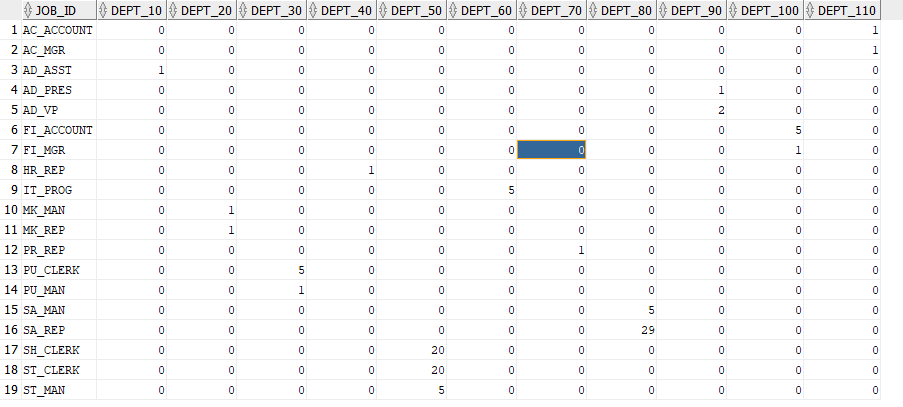 JOB_ID DEPT_10 DEPT_20 DEPT_30 DEPT_40 DEPT_50 DEPT_60 DEPT_70 DEPT_80 DEPT_90 DEPT_100 DEPT_110
1 AC_ACCOUNT 0 0 0 0 0 0 0 0 0 0 1
2 AC_MGR 0 0 0 0 0 0 0 0 0 0 1
3 AD_ASST 1 0 0 0 0 0 0 0 0 0 0
4 AD_PRES 0 0 0 0 0 0 0 0 1 0 0
5 AD_VP 0 0 0 0 0 0 0 0 2 0 0
6 FI_ACCOUNT 0 0 0 0 0 0 0 0 0 5 0
7 FI_MGR 0 0 0 0 0 0 0 0 0 1 0
8 HR_REP 0 0 0 1 0 0 0 0 0 0 0
9 IT_PROG 0 0 0 0 0 5 0 0 0 0 0
10 MK_MAN 0 1 0 0 0 0 0 0 0 0 0
11 MK_REP 0 1 0 0 0 0 0 0 0 0 0
12 PR_REP 0 0 0 0 0 0 1 0 0 0 0
13 PU_CLERK 0 0 5 0 0 0 0 0 0 0 0
14 PU_MAN 0 0 1 0 0 0 0 0 0 0 0
15 SA_MAN 0 0 0 0 0 0 0 5 0 0 0
16 SA_REP 0 0 0 0 0 0 0 29 0 0 0
17 SH_CLERK 0 0 0 0 20 0 0 0 0 0 0
18 ST_CLERK 0 0 0 0 20 0 0 0 0 0 0
19 ST_MAN 0 0 0 0 5 0 0 0 0 0 0